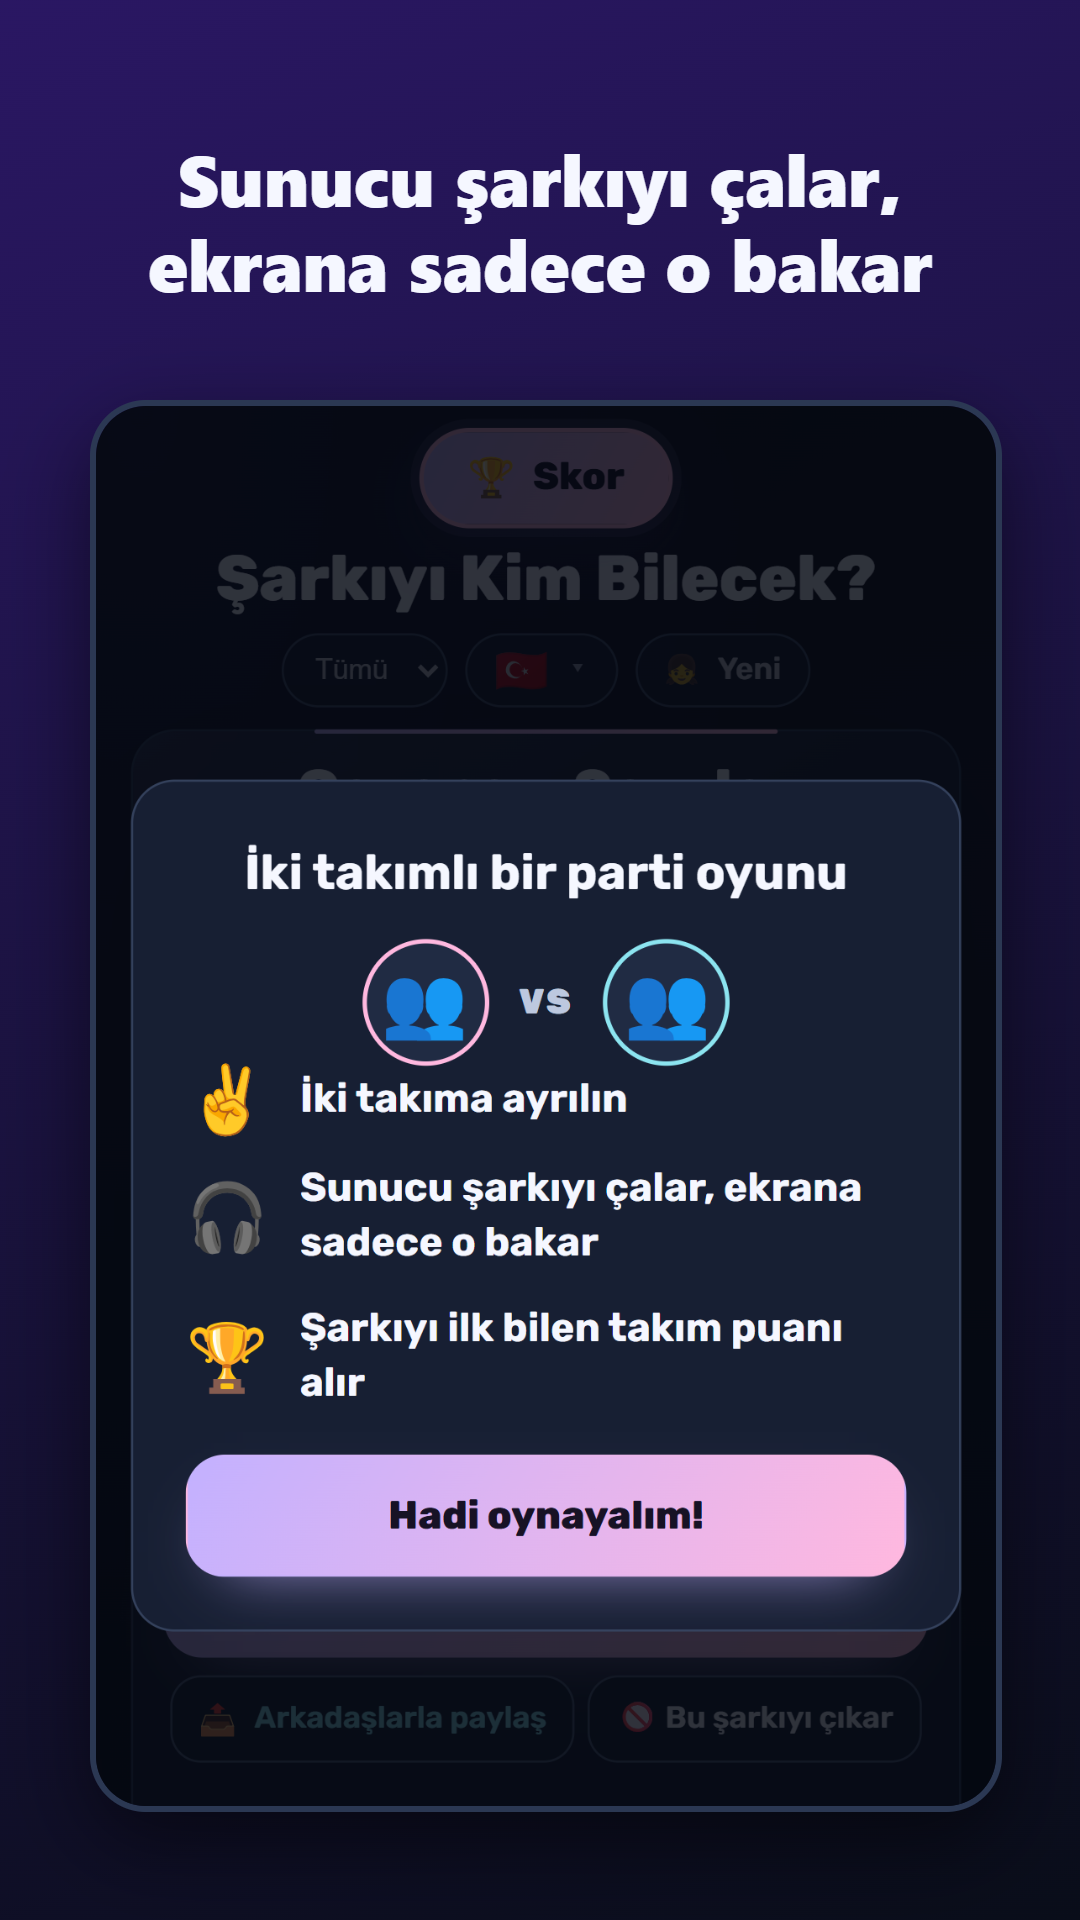 Sunucu şarkıyı çalar,
ekrana sadece o bakar
Skor
Şarkıyı Kim Bilecek?
Tümü
Yeni
İki takımlı bir parti oyunu
vs
İki takıma ayrılın
Sunucu şarkıyı çalar, ekrana
sadece o bakar
Şarkıyı ilk bilen takım puanı
alır
Hadi oynayalım!
Arkadaşlarla paylaş
Bu şarkıyı çıkar